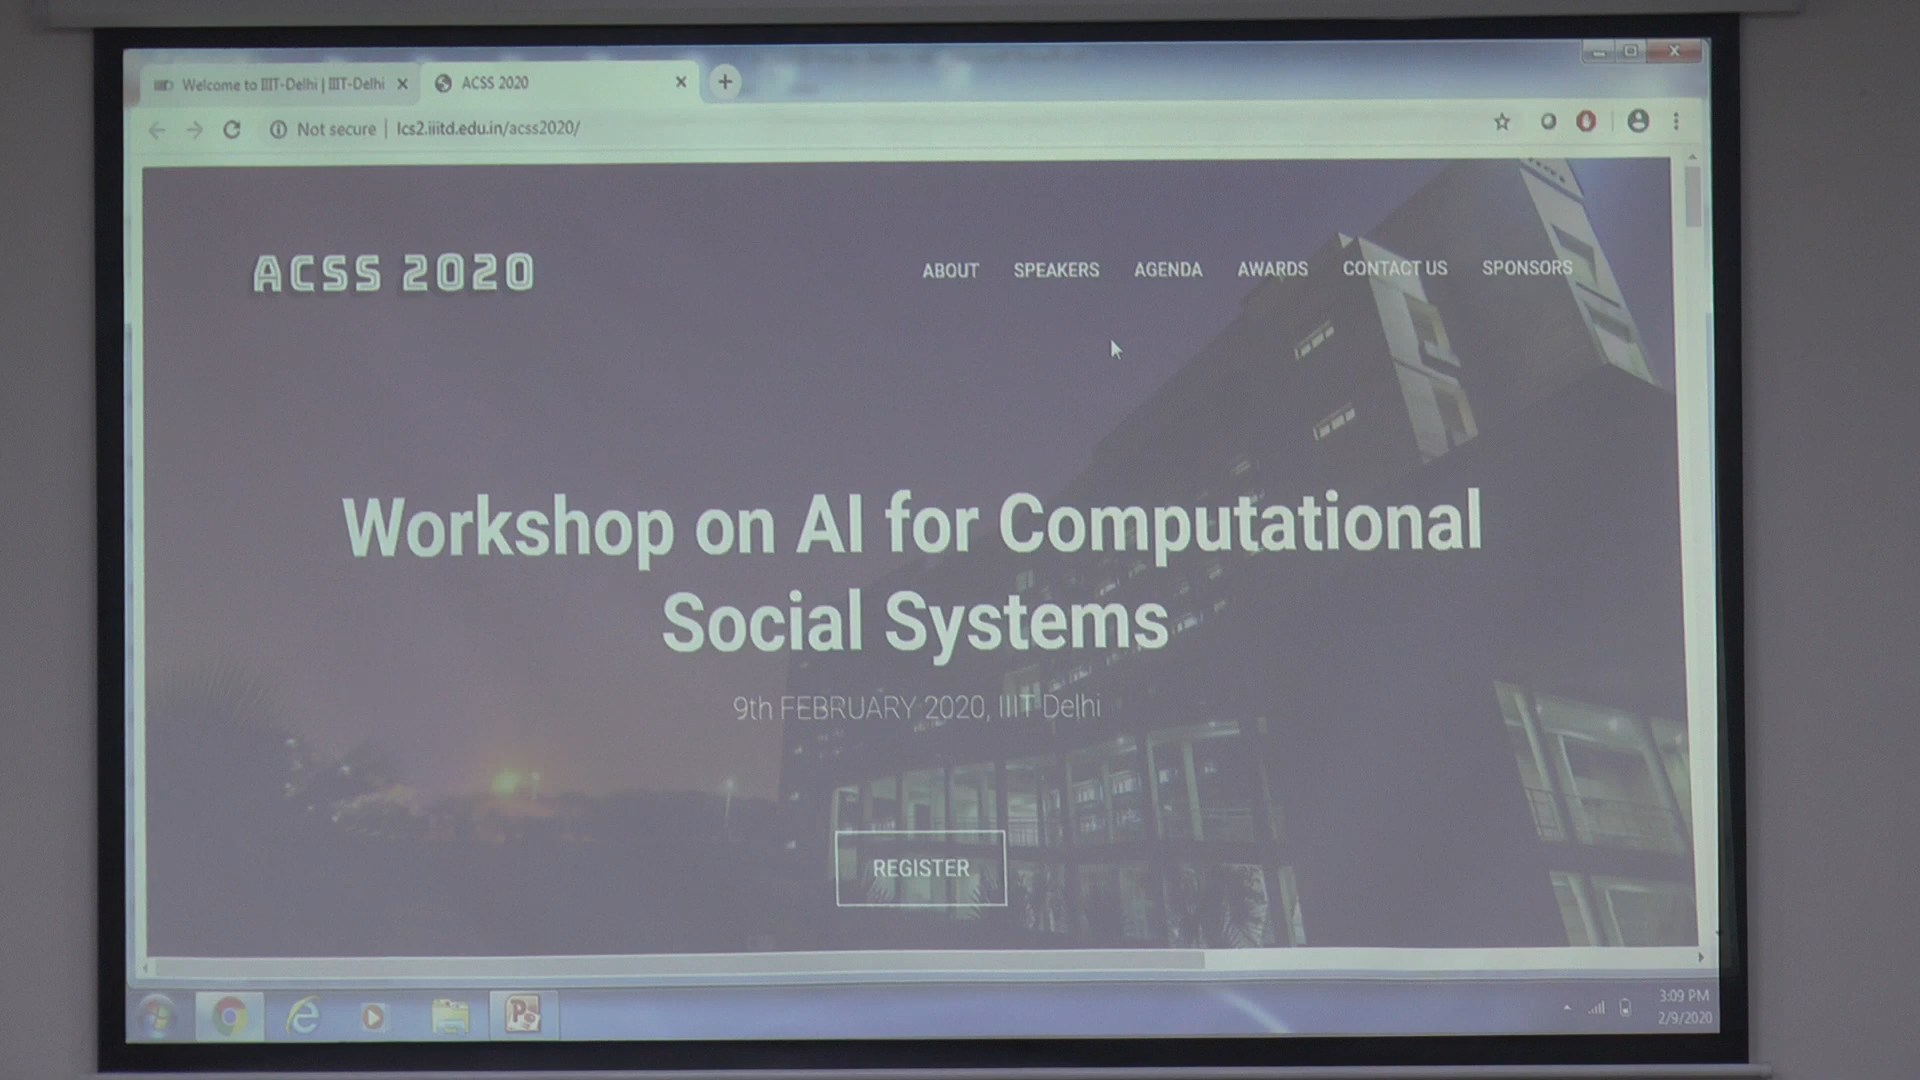 Welcome to IIIT-Delhi | IIIT-Delhi
ACSS 2020
Not secure | lcs2.iiitd.edu.in/acss2020/
ACSS 2020
ABOUT SPEAKERS AGENDA AWARDS CONTACT US SPONSORS
Workshop on AI for Computational
Social Systems
9th FEBRUARY 2020, IIIT Delhi
REGISTER
3:09 PM
2/9/2020